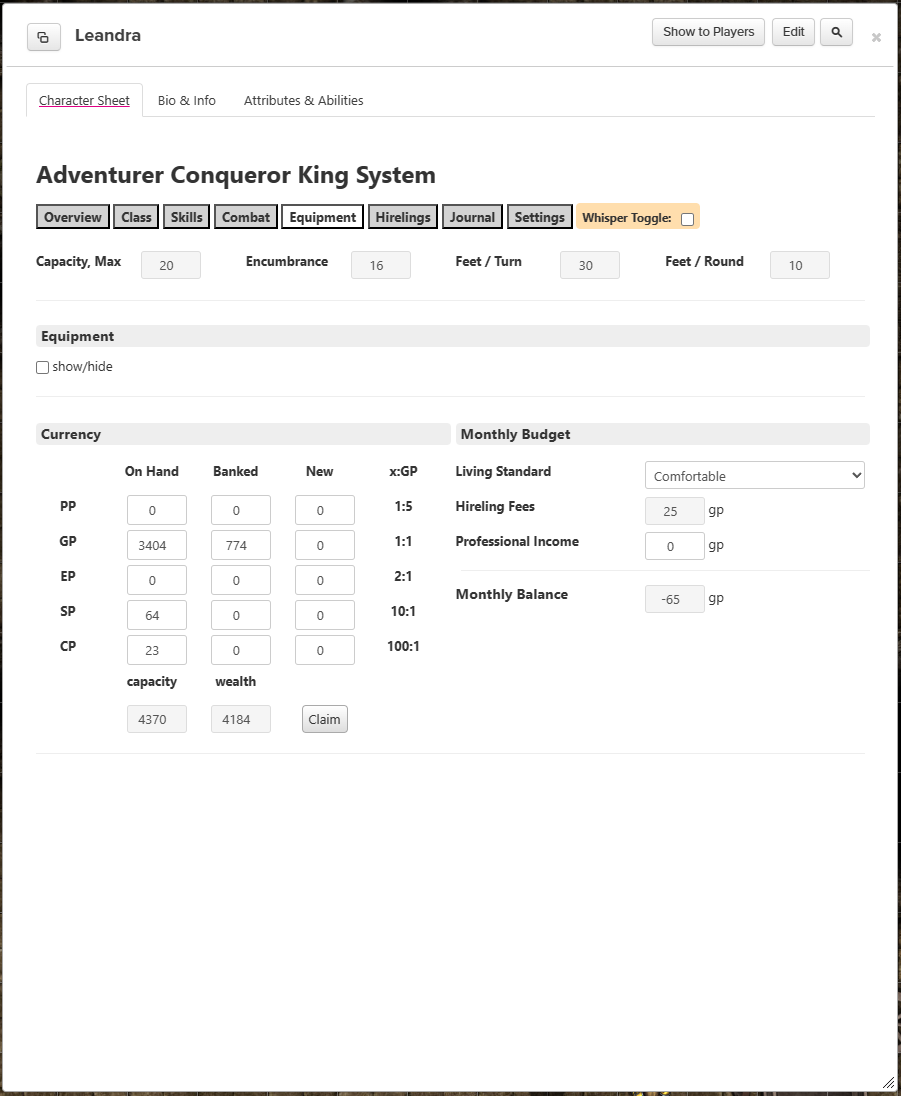 Leandra
Show to Players Edit
Character Sheet Bio & Info Attributes & Abilities
Adventurer Conqueror King System
Overview Class Skills Combat Equipment Hirelings Journal Settings Whisper Toggle:
Capacity, Max 20 Encumbrance 16 Feet / Turn 30 Feet / Round 10
Equipment
show/hide
Currency
On Hand Banked New x:GP
PP 0 0 0 1:5
GP 3404 774 0 1:1
EP 0 0 0 2:1
SP 64 0 0 10:1
CP 23 0 0 100:1
capacity wealth
4370 4184 Claim
Monthly Budget
Living Standard Comfortable
Hireling Fees 25 gp
Professional Income 0 gp
Monthly Balance -65 gp